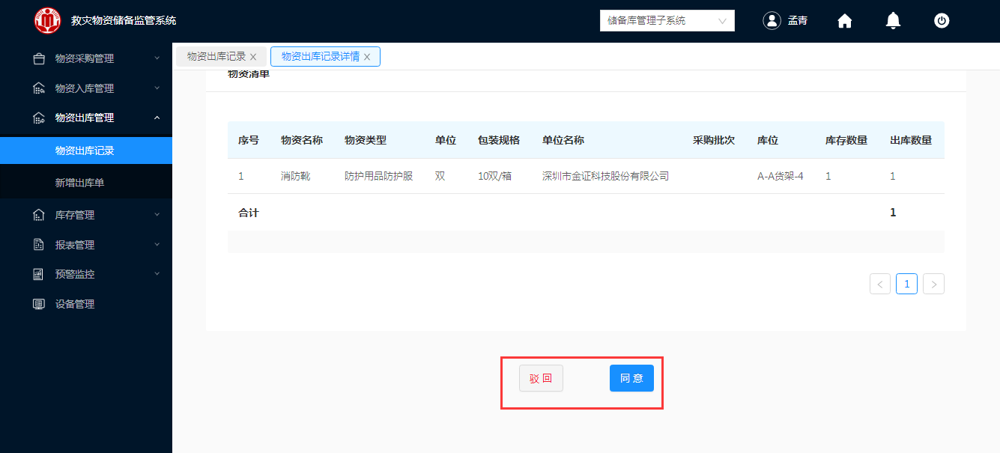 救灾物资储备监管系统
储备库管理子系统
孟青
物资采购管理
物资入库管理
物资出库管理
物资出库记录
新增出库单
库存管理
报表管理
预警监控
设备管理
物资出库记录 X
物资出库记录详情 X
物资清单
序号 物资名称 物资类型 单位 包装规格 单位名称 采购批次 库位 库存数量 出库数量
1 消防靴 防护用品防护服 双 10双/箱 深圳市金证科技股份有限公司 A-A货架-4 1 1
合计 1
< 1 >
驳 回
同 意